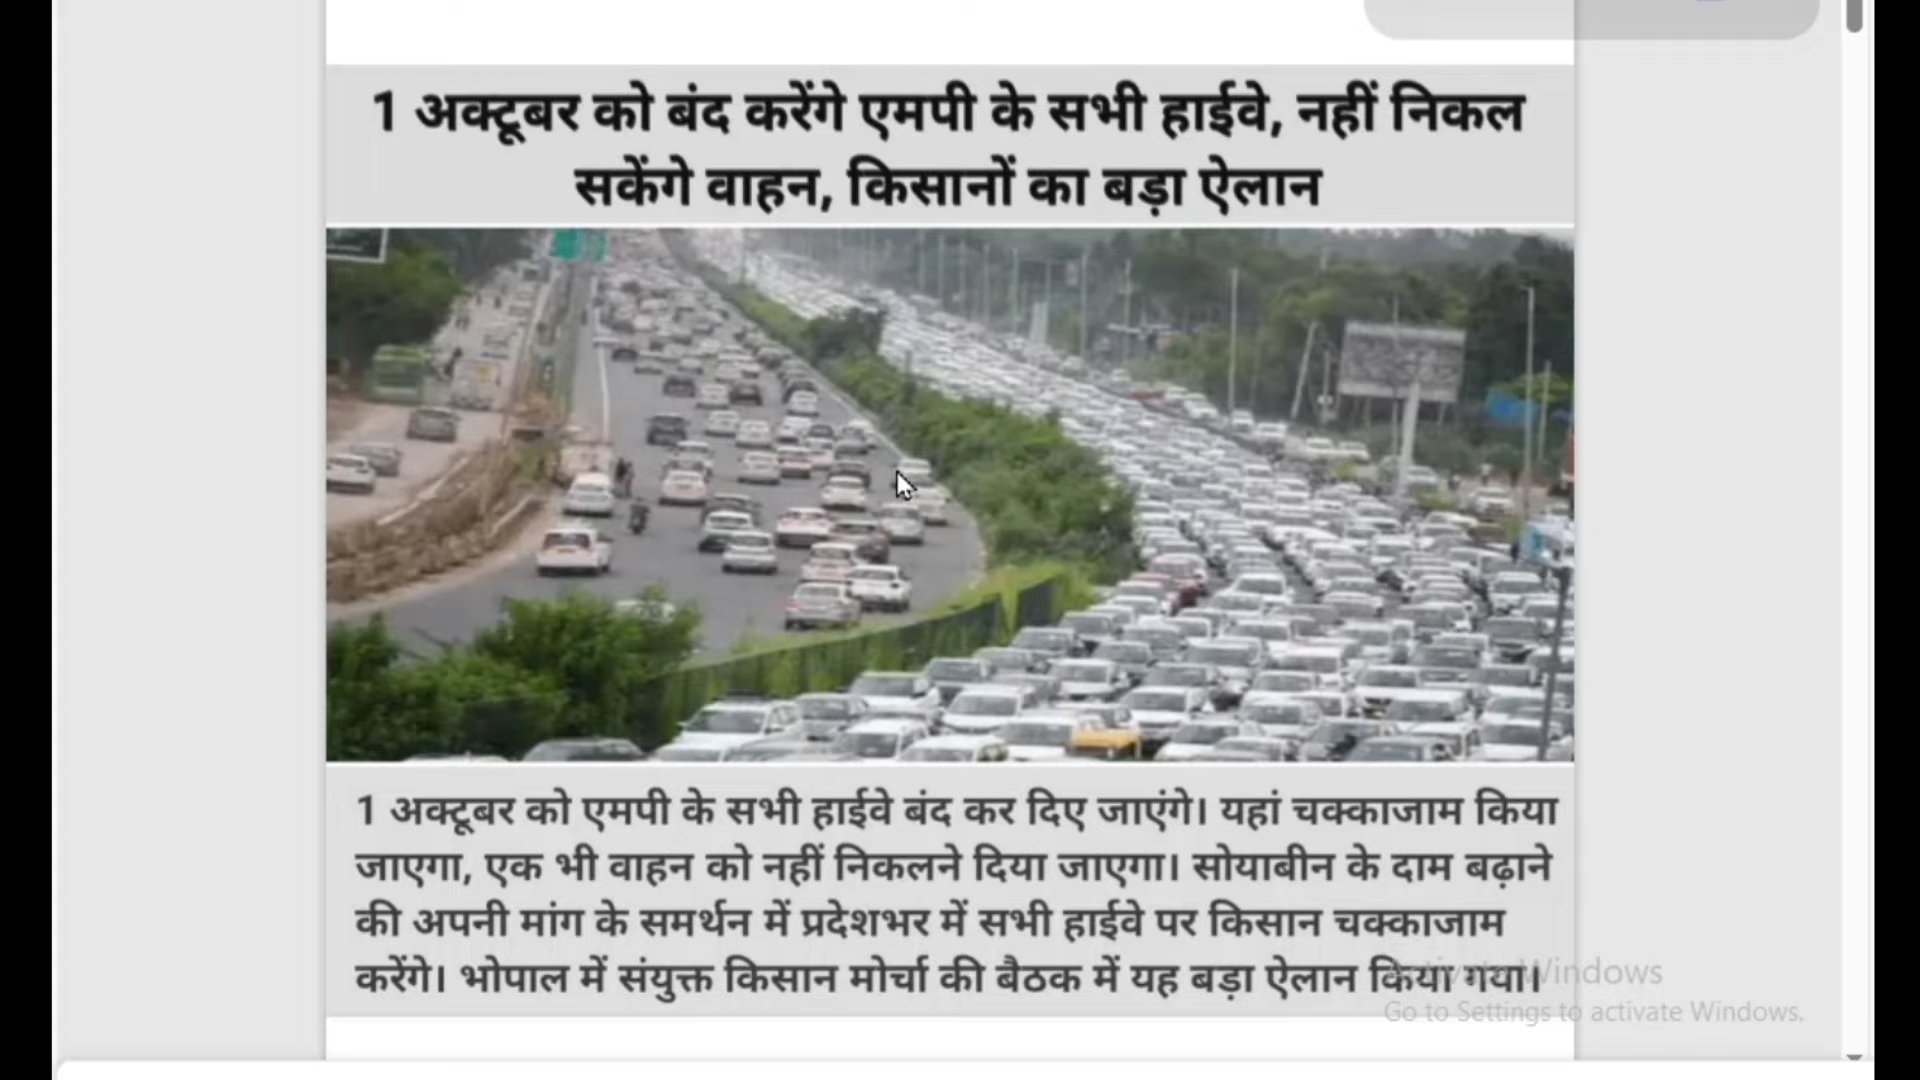 1 अक्टूबर को बंद करेंगे एमपी के सभी हाईवे, नहीं निकल
सकेंगे वाहन, किसानों का बड़ा ऐलान
1 अक्टूबर को एमपी के सभी हाईवे बंद कर दिए जाएंगे। यहां चक्काजाम किया
जाएगा, एक भी वाहन को नहीं निकलने दिया जाएगा। सोयाबीन के दाम बढ़ाने
की अपनी मांग के समर्थन में प्रदेशभर में सभी हाईवे पर किसान चक्काजाम
करेंगे। भोपाल में संयुक्त किसान मोर्चा की बैठक में यह बड़ा ऐलान किया गया।
Activate Windows
Go to Settings to activate Windows.